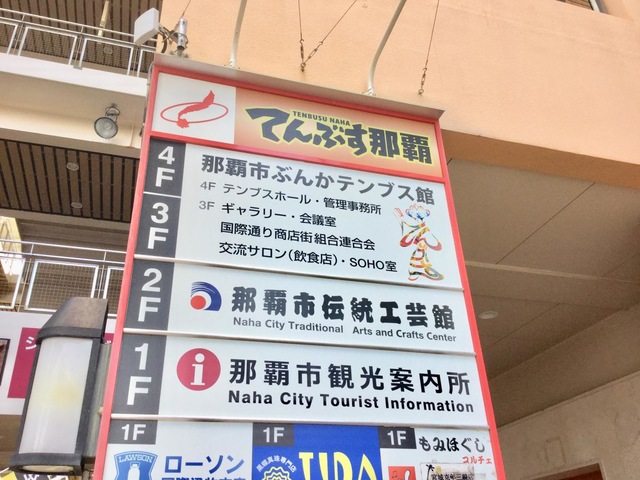 TENBUSU NAHA
てんぶす那覇
4F
3F
那覇市ぶんかテンブス館
4F テンブスホール・管理事務所
3F ギャラリー・会議室
国際通り商店街組合連合会
交流サロン(飲食店)・SOHO室
2F
那覇市伝統工芸館
Naha City Traditional Arts and Crafts Center
1F
i
那覇市観光案内所
Naha City Tourist Information
1F
LAWSON
ローソン
1F
TIDA
1F
もみほぐし
コルチェ